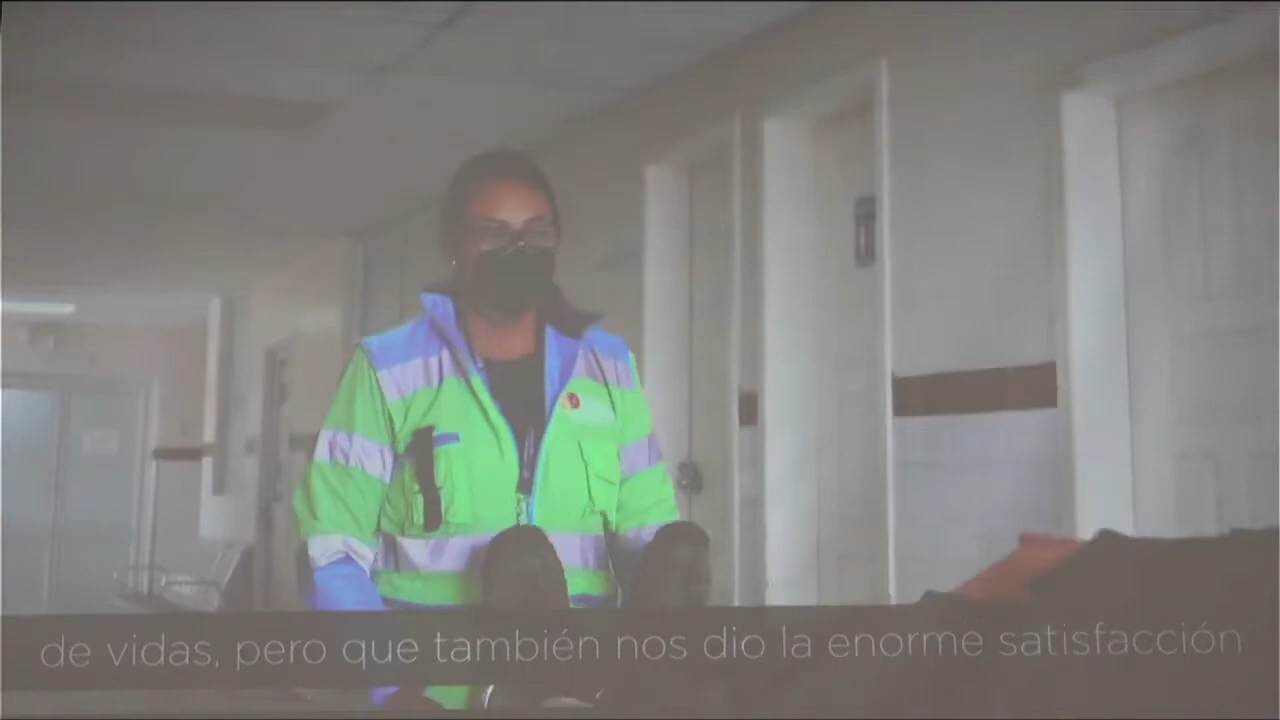 de vidas, pero que también nos dio la enorme satisfacción